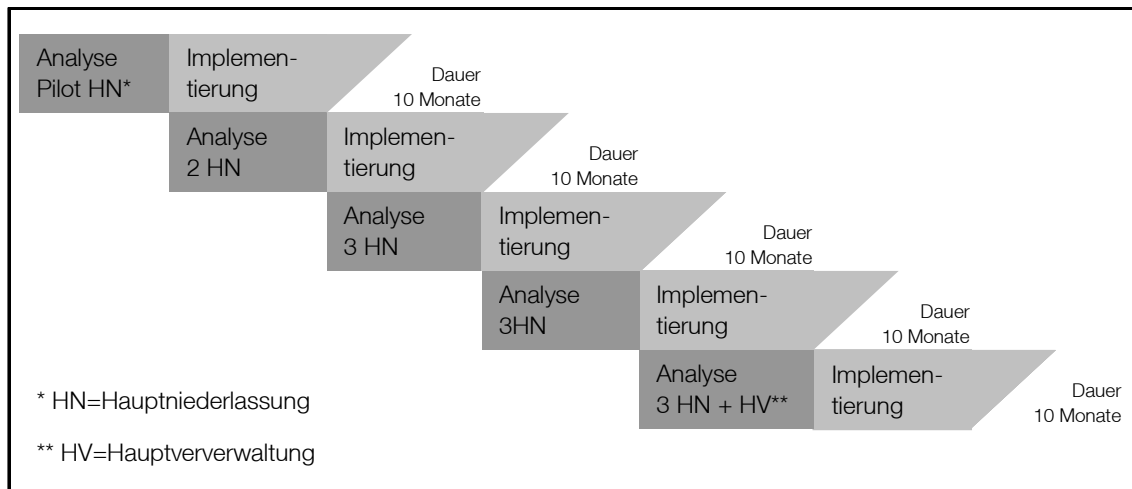 Analyse
Pilot HN*
Implemen-
tierung
Dauer
10 Monate
Analyse
2 HN
Implemen-
tierung
Dauer
10 Monate
Analyse
3 HN
Implemen-
tierung
Dauer
10 Monate
Analyse
3HN
Implemen-
tierung
Dauer
10 Monate
Analyse
3 HN + HV**
Implemen-
tierung
Dauer
10 Monate
* HN=Hauptniederlassung
** HV=Hauptververwaltung